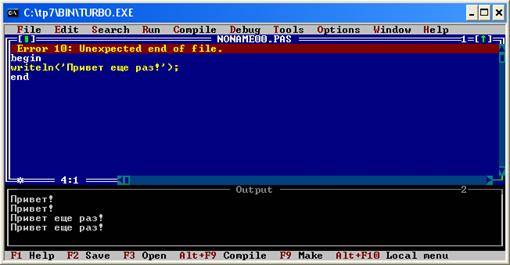 C:\tp7\BIN\TURBO.EXE
File Edit Search Run Compile Debug Tools Options Window Help
NONAME00.PAS 1=[↑]
Error 10: Unexpected end of file.
begin
writeln('Привет еще раз!');
end
4:1
Output 2
Привет!
Привет!
Привет еще раз!
Привет еще раз!
F1 Help F2 Save F3 Open Alt+F9 Compile F9 Make Alt+F10 Local menu